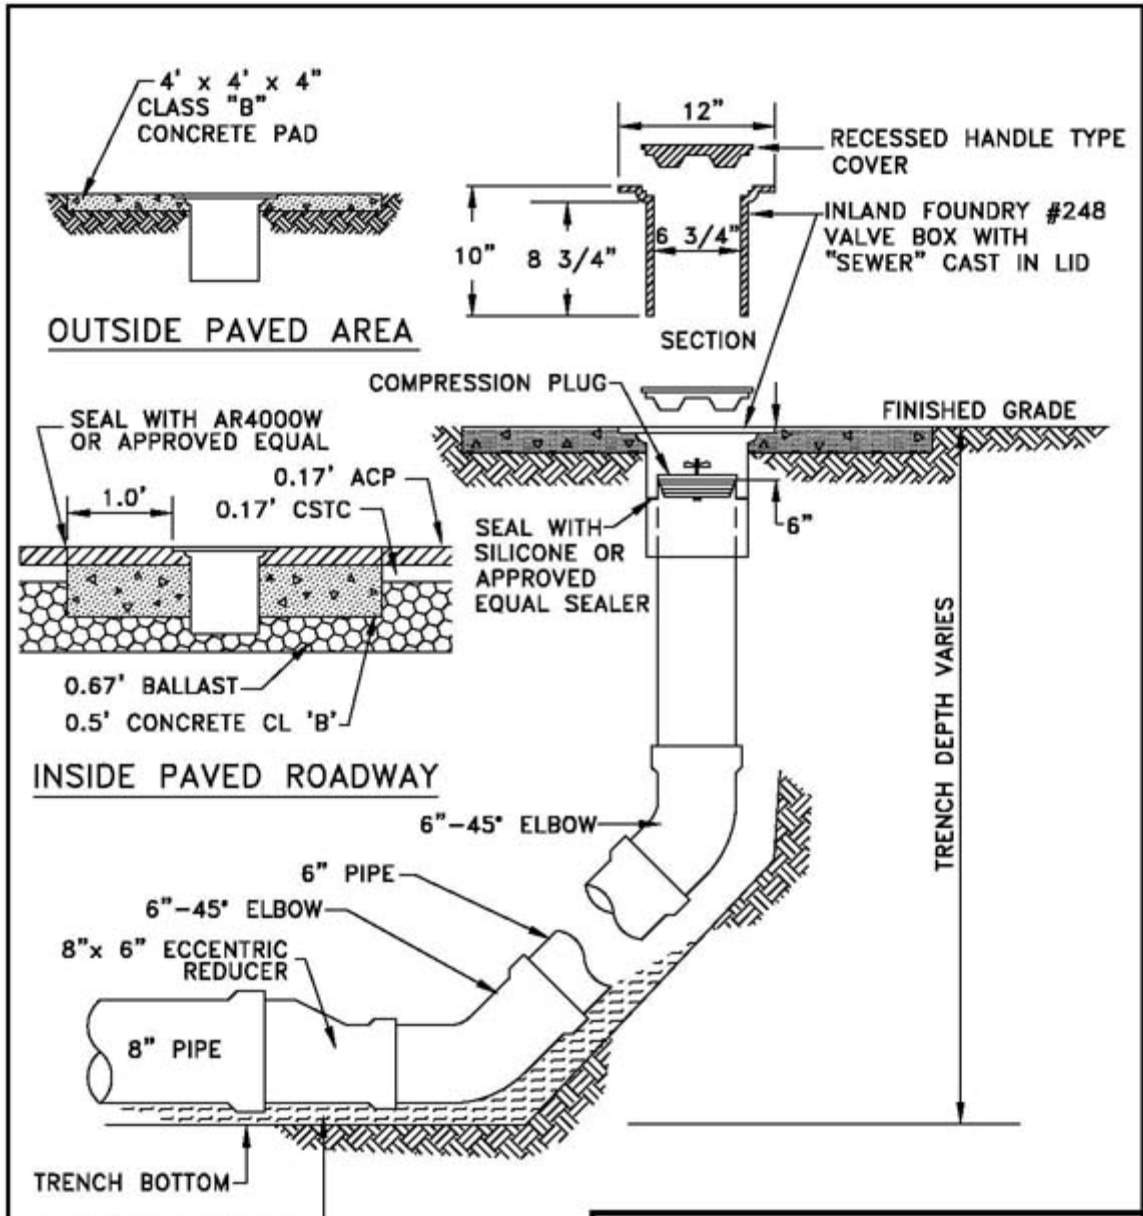 4' x 4' x 4"
CLASS "B"
CONCRETE PAD
OUTSIDE PAVED AREA
12"
RECESSED HANDLE TYPE
COVER
INLAND FOUNDRY #248
VALVE BOX WITH
"SEWER" CAST IN LID
6 3/4"
10"
8 3/4"
SECTION
COMPRESSION PLUG
FINISHED GRADE
SEAL WITH AR4000W
OR APPROVED EQUAL
0.17' ACP
1.0'
0.17' CSTC
SEAL WITH
SILICONE OR
APPROVED
EQUAL SEALER
6"
0.67' BALLAST
0.5' CONCRETE CL 'B'
INSIDE PAVED ROADWAY
TRENCH DEPTH VARIES
6"-45° ELBOW
6" PIPE
6"-45° ELBOW
8"x 6" ECCENTRIC
REDUCER
8" PIPE
TRENCH BOTTOM